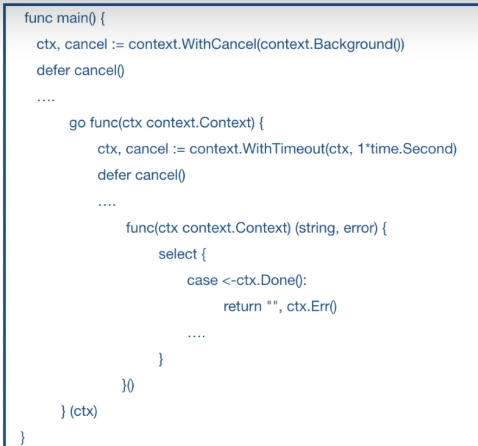 func main() {
ctx, cancel := context.WithCancel(context.Background())
defer cancel()
....
go func(ctx context.Context) {
ctx, cancel := context.WithTimeout(ctx, 1*time.Second)
defer cancel()
....
func(ctx context.Context) (string, error) {
select {
case <-ctx.Done():
return "", ctx.Err()
....
}
}()
} (ctx)
}